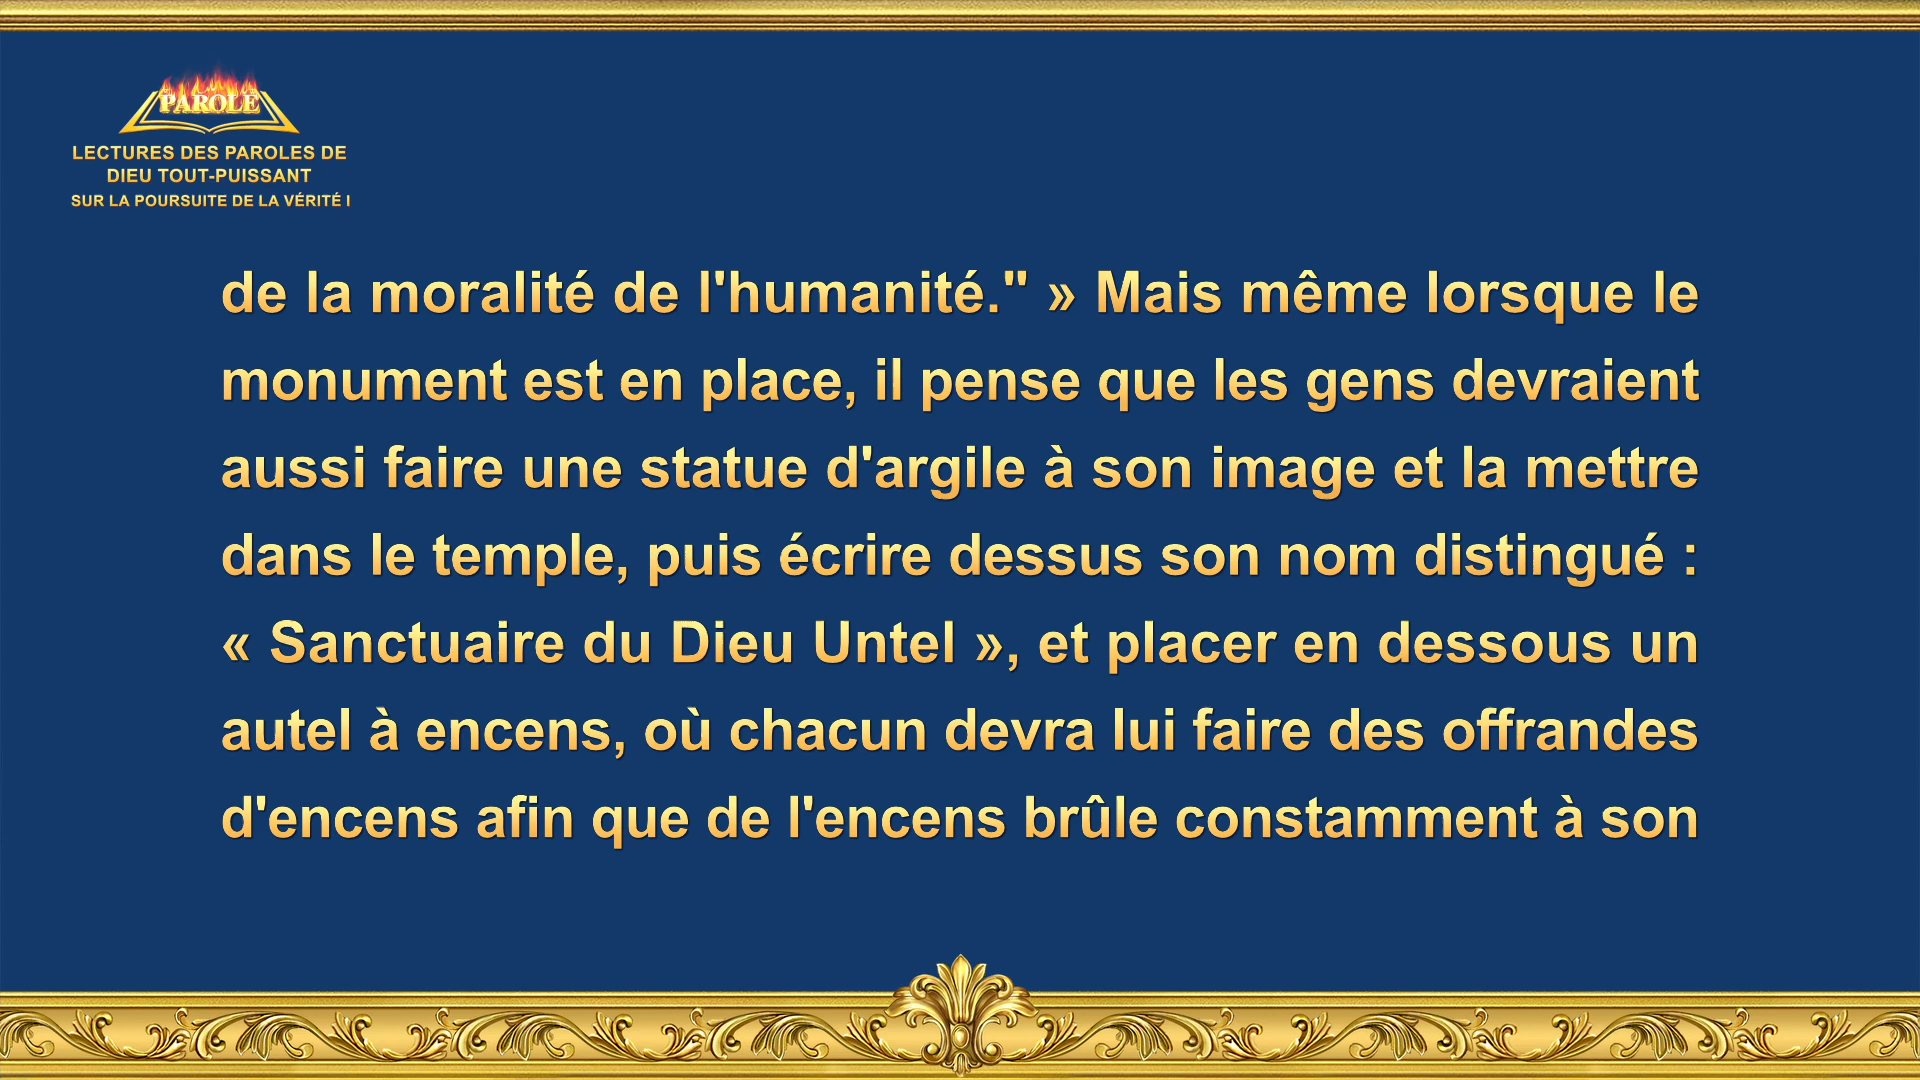 PAROLE
LECTURES DES PAROLES DE
DIEU TOUT-PUISSANT
SUR LA POURSUITE DE LA VÉRITÉ I
de la moralité de l'humanité." » Mais même lorsque le
monument est en place, il pense que les gens devraient
aussi faire une statue d'argile à son image et la mettre
dans le temple, puis écrire dessus son nom distingué :
« Sanctuaire du Dieu Untel », et placer en dessous un
autel à encens, où chacun devra lui faire des offrandes
d'encens afin que de l'encens brûle constamment à son